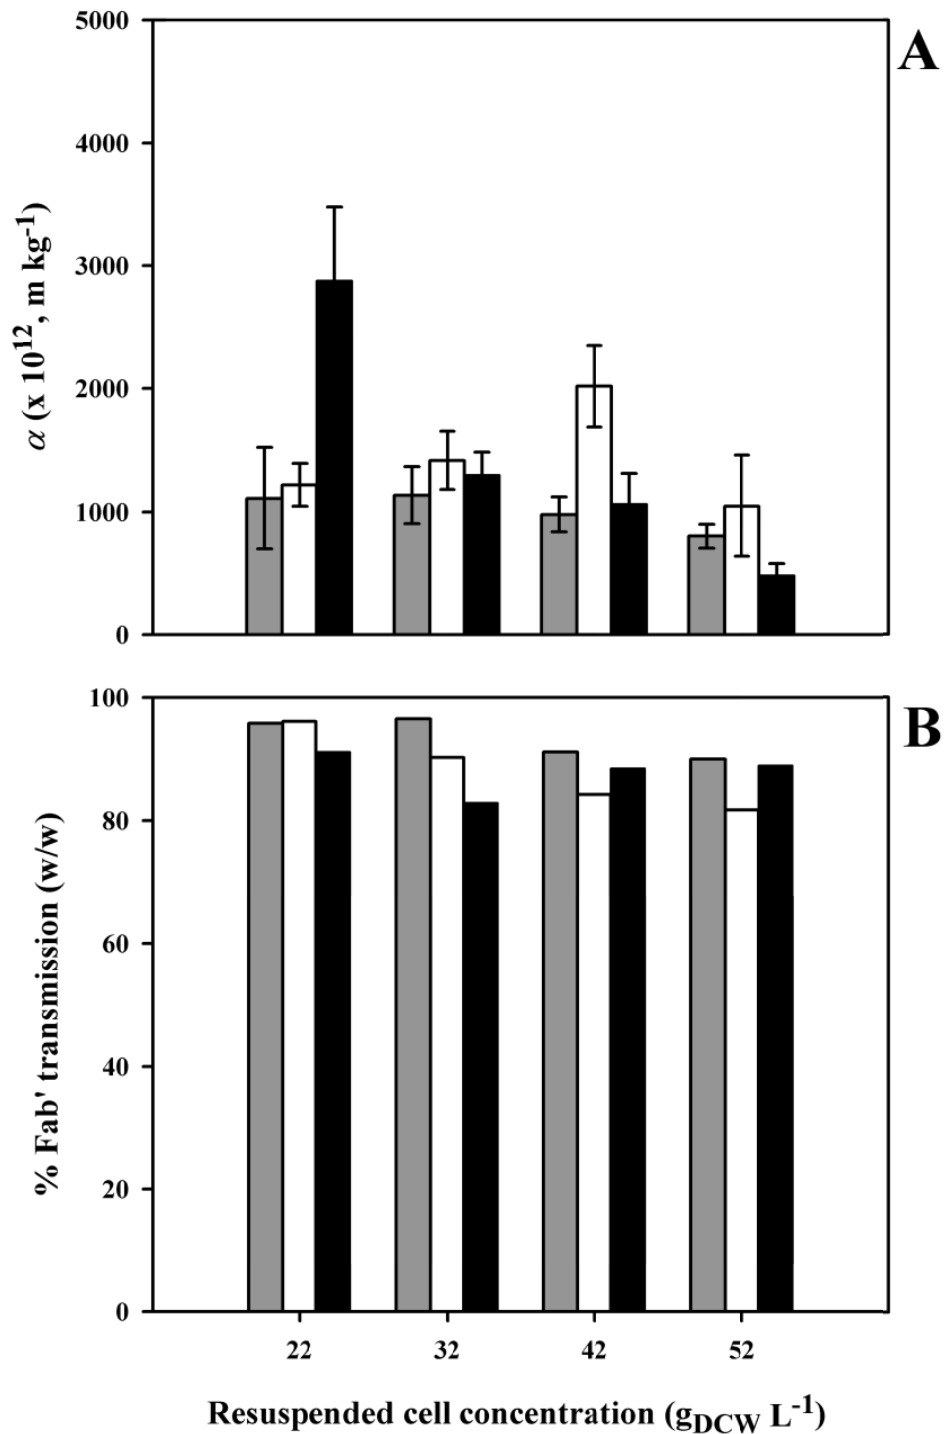 A
5000
4000
3000
2000
1000
0
α (x 10¹², m kg⁻¹)
B
100
80
60
40
20
0
% Fab' transmission (w/w)
22 32 42 52
Resuspended cell concentration (g_DCW L⁻¹)